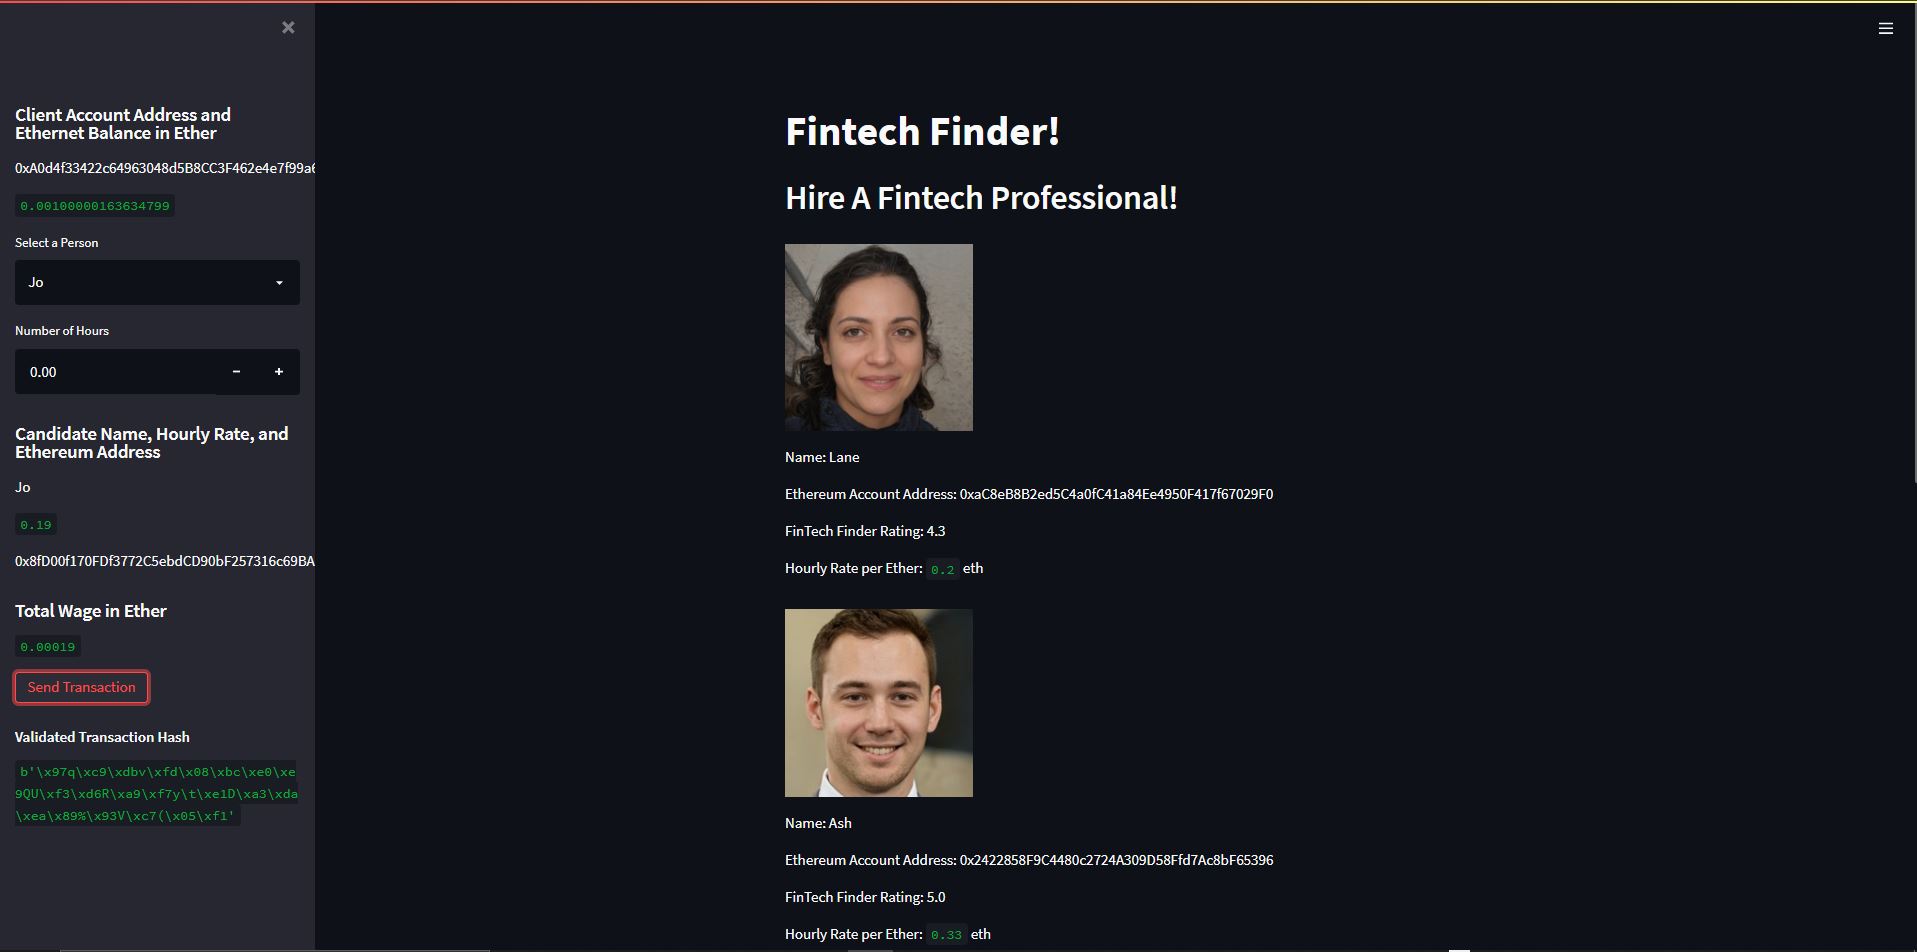 Client Account Address and
Ethernet Balance in Ether
0xA0d4f33422c64963048d5B8CC3F462e4e7f99a6
0.00100000163634799
Select a Person
Jo
Number of Hours
0.00
Candidate Name, Hourly Rate, and
Ethereum Address
Jo
0.19
0x8fD00f170FDf3772C5ebdCD90bF257316c69BA
Total Wage in Ether
0.00019
Send Transaction
Validated Transaction Hash
b'\x97q\xc9\xdbv\xfd\x08\xbc\xe0\xe
9QU\xf3\xd6R\xa9\xf7y\t\xe1D\xa3\xda
\xea\x89%\x93V\xc7(\x05\xf1'
Fintech Finder!
Hire A Fintech Professional!
Name: Lane
Ethereum Account Address: 0xaC8eB8B2ed5C4a0fC41a84Ee4950F417f67029F0
FinTech Finder Rating: 4.3
Hourly Rate per Ether: 0.2 eth
Name: Ash
Ethereum Account Address: 0x2422858F9C4480c2724A309D58Ffd7Ac8bF65396
FinTech Finder Rating: 5.0
Hourly Rate per Ether: 0.33 eth